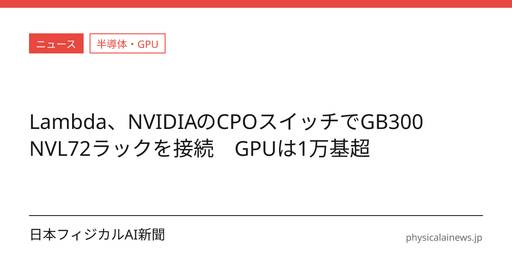 ニュース 半導体・GPU
Lambda、NVIDIAのCPOスイッチでGB300
NVL72ラックを接続　GPUは1万基超
日本フィジカルAI新聞
physicalainews.jp